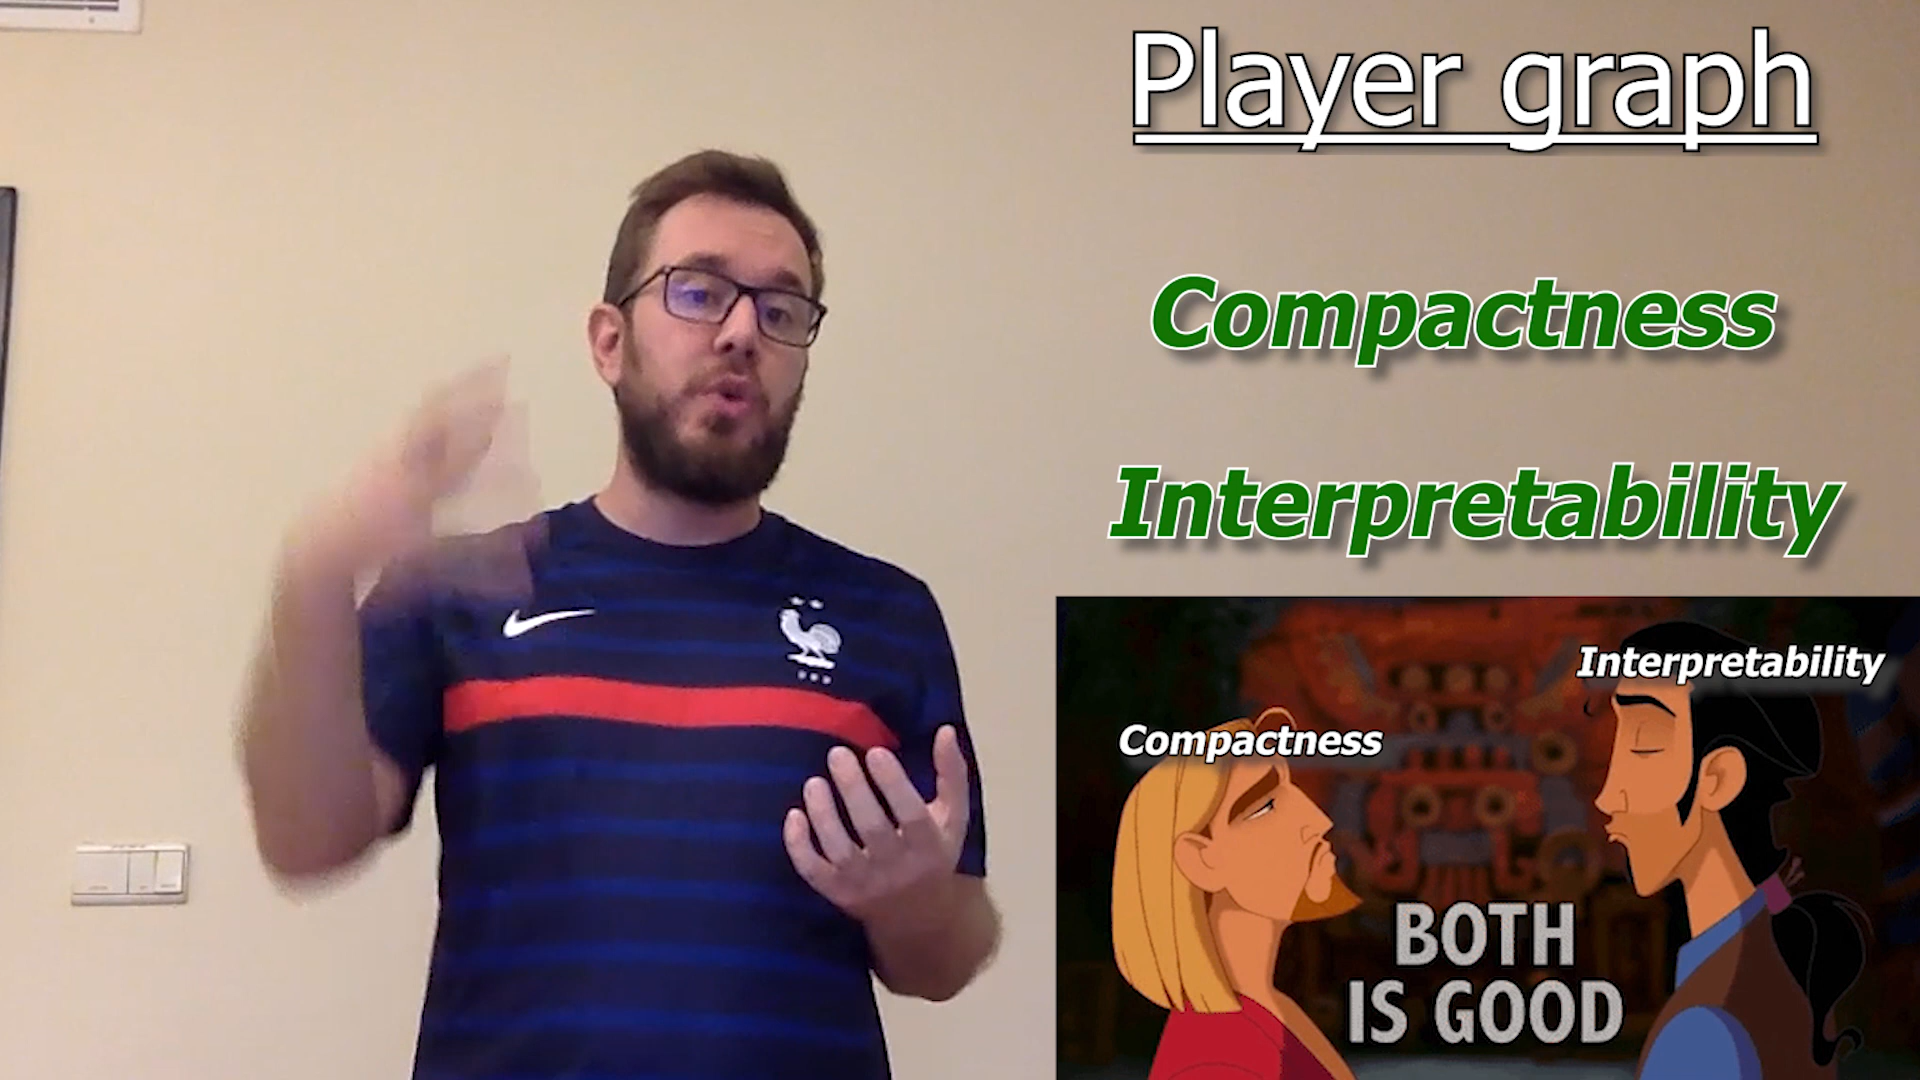 Player graph
Compactness
Interpretability
Interpretability
Compactness
BOTH
IS GOOD